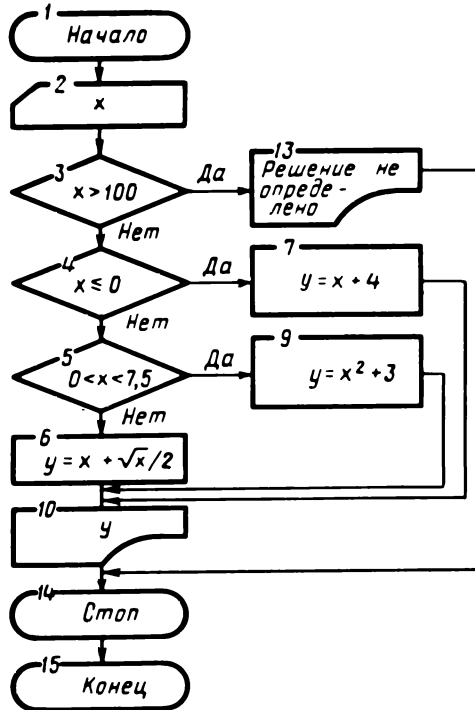 1
Начало
2
x
3
x > 100
Да
13
Решение не
опреде-
лено
Нет
4
x ≤ 0
Да
7
y = x + 4
Нет
5
0 < x < 7,5
Да
9
y = x² + 3
Нет
6
y = x + √x/2
10
y
14
Стоп
15
Конец